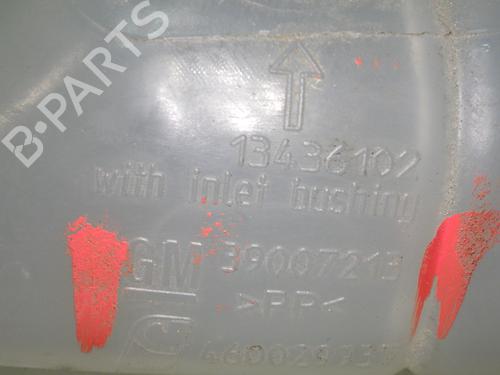 B-PARTS
13436102
with inlet bushing
GM 39007213
>PP<